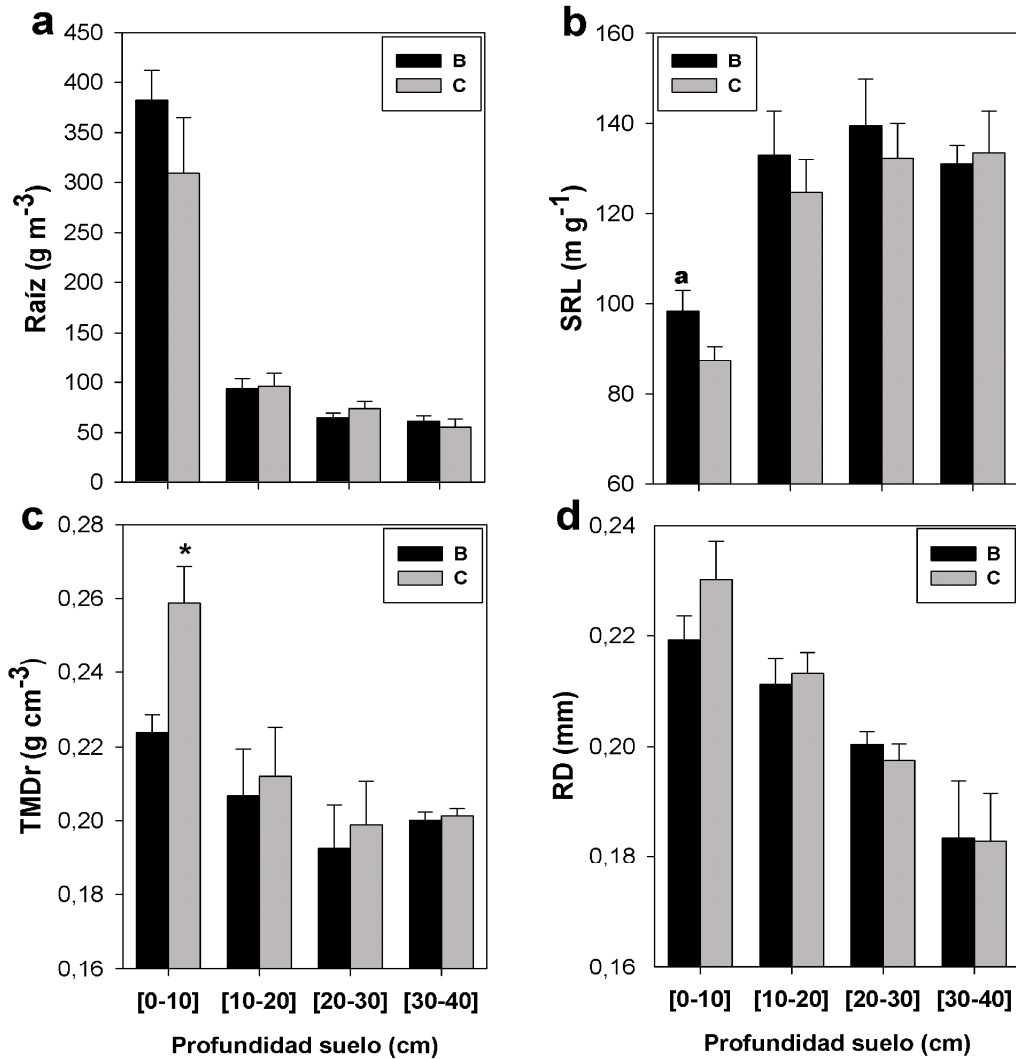 a
B
C
450
400
350
300
250
200
150
100
50
0
Raíz (g m⁻³)
b
B
C
160
140
120
100
80
60
SRL (m g⁻¹)
a
c
B
C
0,28
0,26
0,24
0,22
0,20
0,18
0,16
TMDr (g cm⁻³)
*
[0-10] [10-20] [20-30] [30-40]
Profundidad suelo (cm)
d
B
C
0,24
0,22
0,20
0,18
0,16
RD (mm)
[0-10] [10-20] [20-30] [30-40]
Profundidad suelo (cm)